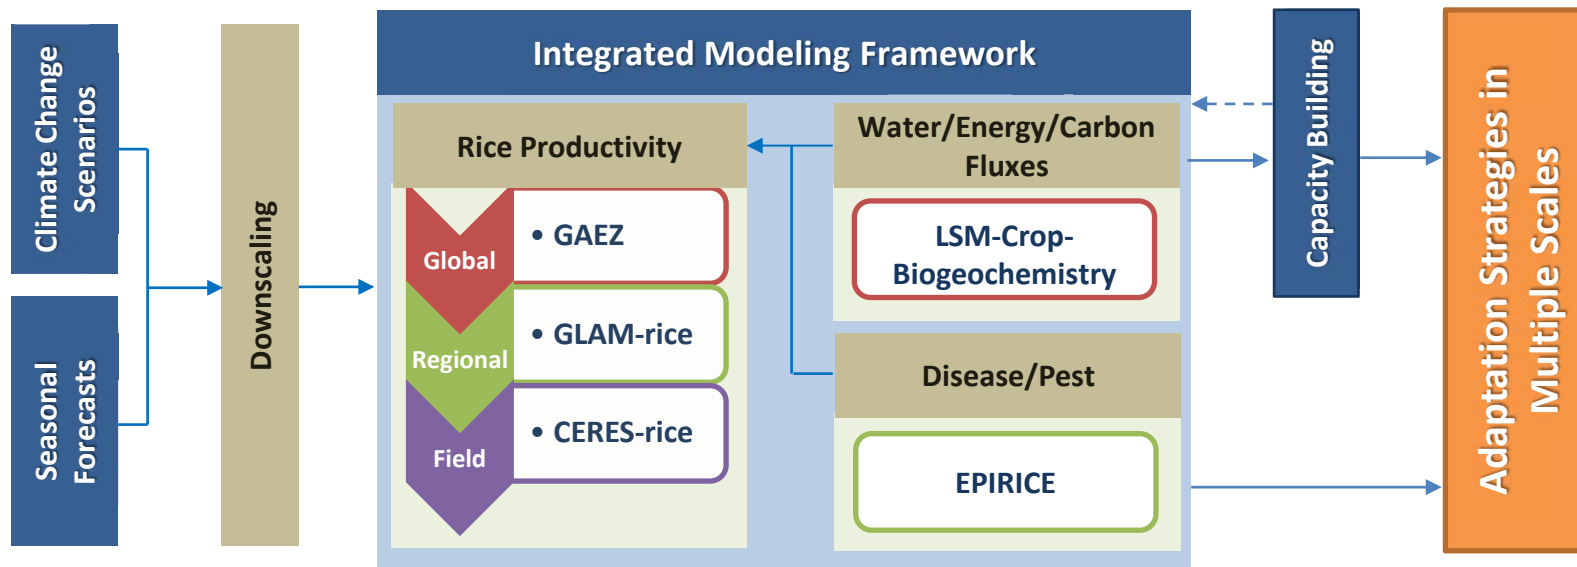 Climate Change
Scenarios
Seasonal
Forecasts
Downscaling
Integrated Modeling Framework
Rice Productivity
Global
• GAEZ
Regional
• GLAM-rice
Field
• CERES-rice
Water/Energy/Carbon
Fluxes
LSM-Crop-
Biogeochemistry
Disease/Pest
EPIRICE
Capacity Building
Adaptation Strategies in
Multiple Scales